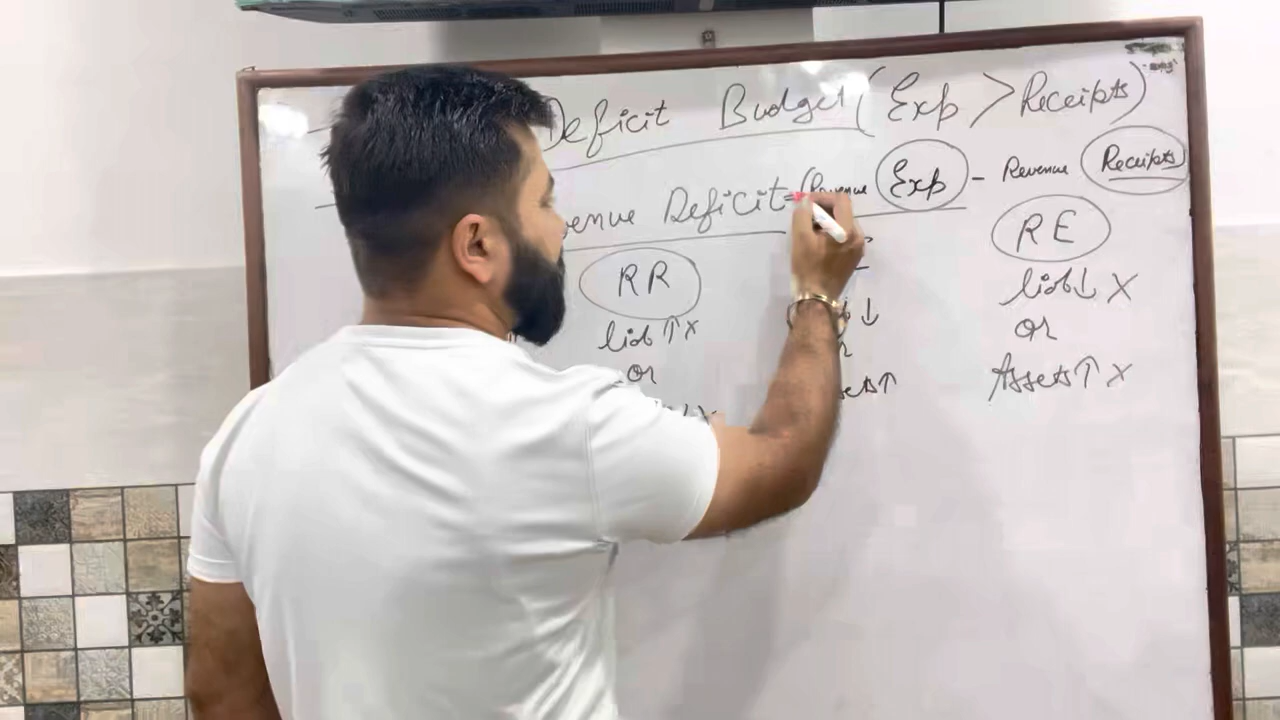 Deficit Budget (Exp > Receipts)
Deficit = (Revenue Exp - Revenue Receipts
RR
RE
liab ↑ x
↓
liab ↓ X
or
or
Assets ↑ X